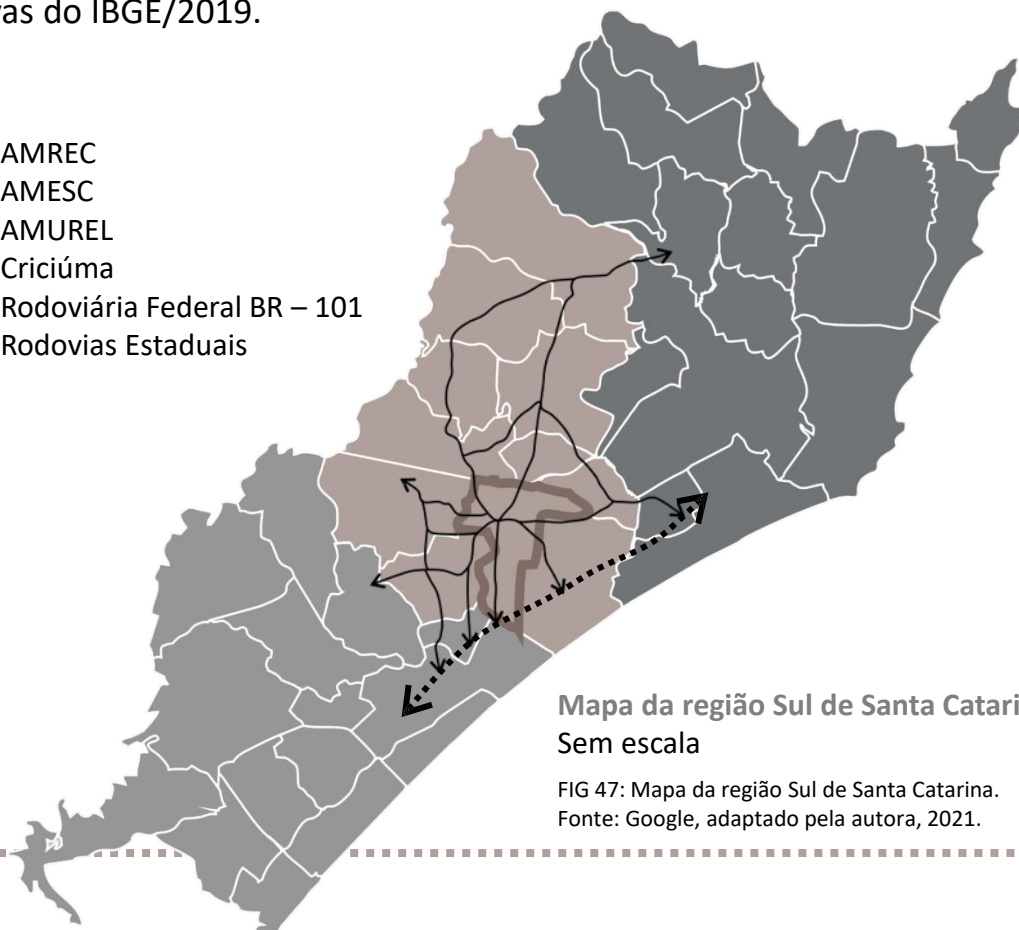 vas do IBGE/2019.
AMREC
AMESC
AMUREL
Criciúma
Rodoviária Federal BR – 101
Rodovias Estaduais
Mapa da região Sul de Santa Catari
Sem escala
FIG 47: Mapa da região Sul de Santa Catarina.
Fonte: Google, adaptado pela autora, 2021.